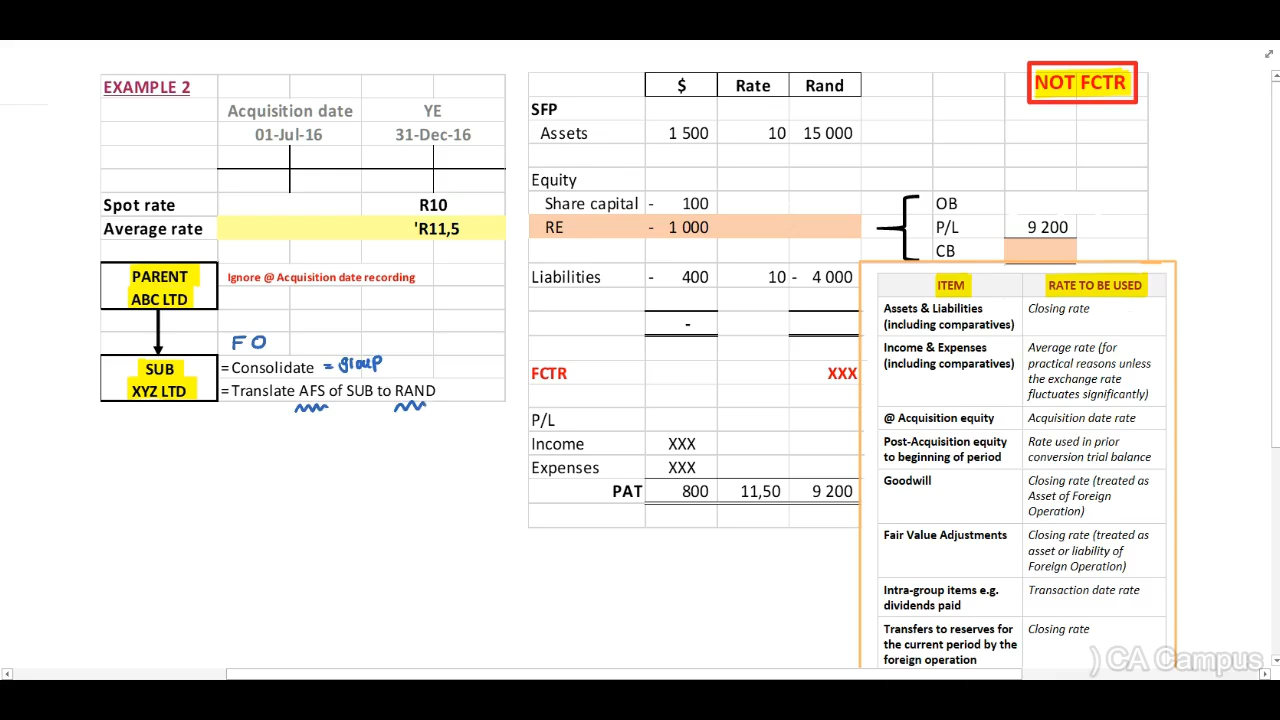 EXAMPLE 2
Acquisition date YE
01-Jul-16 31-Dec-16
Spot rate R10
Average rate 'R11,5
PARENT
ABC LTD
Ignore @ Acquisition date recording
F O
SUB
XYZ LTD
= Consolidate = group
= Translate AFS of SUB to RAND
$ Rate Rand
SFP
Assets 1 500 10 15 000
Equity
Share capital - 100
RE - 1 000
Liabilities - 400 10 - 4 000
-
FCTR XXX
P/L
Income XXX
Expenses XXX
PAT 800 11,50 9 200
NOT FCTR
OB
P/L 9 200
CB
ITEM RATE TO BE USED
Assets & Liabilities
(including comparatives)
Closing rate
Income & Expenses
(including comparatives)
Average rate (for
practical reasons unless
the exchange rate
fluctuates significantly)
@ Acquisition equity
Acquisition date rate
Post-Acquisition equity
to beginning of period
Rate used in prior
conversion trial balance
Goodwill
Closing rate (treated as
Asset of Foreign
Operation)
Fair Value Adjustments
Closing rate (treated as
asset or liability of
Foreign Operation)
Intra-group items e.g.
dividends paid
Transaction date rate
Transfers to reserves for
the current period by the
foreign operation
Closing rate
) CA Campus